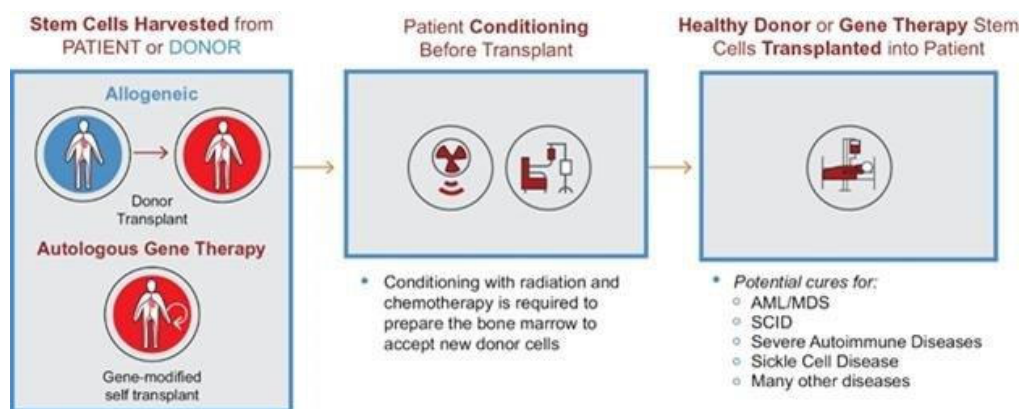 Stem Cells Harvested from
PATIENT or DONOR
Allogeneic
Donor
Transplant
Autologous Gene Therapy
Gene-modified
self transplant
Patient Conditioning
Before Transplant
• Conditioning with radiation and
chemotherapy is required to
prepare the bone marrow to
accept new donor cells
Healthy Donor or Gene Therapy Stem
Cells Transplanted into Patient
• Potential cures for:
○ AML/MDS
○ SCID
○ Severe Autoimmune Diseases
○ Sickle Cell Disease
○ Many other diseases